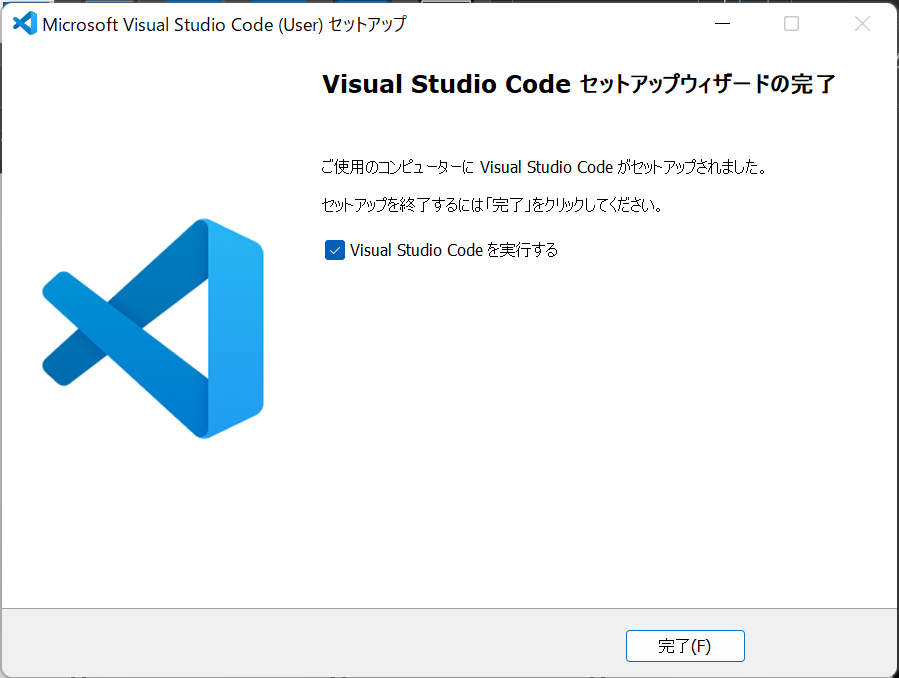 Microsoft Visual Studio Code (User) セットアップ
Visual Studio Code セットアップウィザードの完了
ご使用のコンピューターに Visual Studio Code がセットアップされました。
セットアップを終了するには「完了」をクリックしてください。
Visual Studio Code を実行する
完了(F)